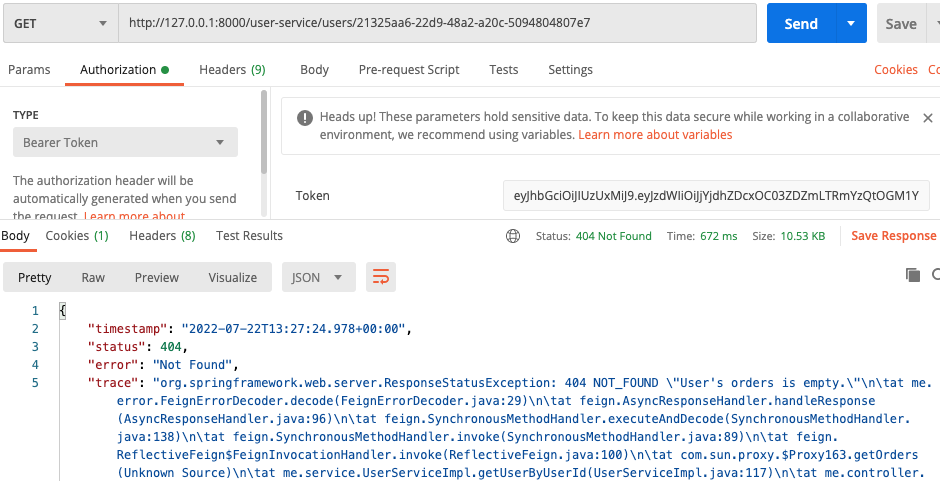 GET http://127.0.0.1:8000/user-service/users/21325aa6-22d9-48a2-a20c-5094804807e7 Send Save
Params Authorization Headers (9) Body Pre-request Script Tests Settings Cookies
TYPE
Bearer Token
The authorization header will be
automatically generated when you send
the request. Learn more about
Heads up! These parameters hold sensitive data. To keep this data secure while working in a collaborative
environment, we recommend using variables. Learn more about variables
Token
Body Cookies (1) Headers (8) Test Results Status: 404 Not Found Time: 672 ms Size: 10.53 KB Save Response
Pretty Raw Preview Visualize JSON
1 {
2 "timestamp": "2022-07-22T13:27:24.978+00:00",
3 "status": 404,
4 "error": "Not Found",
5 "trace": "org.springframework.web.server.ResponseStatusException: 404 NOT_FOUND \"User's orders is empty.\"\n\tat me.
error.FeignErrorDecoder.decode(FeignErrorDecoder.java:29)\n\tat feign.AsyncResponseHandler.handleResponse
(AsyncResponseHandler.java:96)\n\tat feign.SynchronousMethodHandler.executeAndDecode(SynchronousMethodHandler.
java:138)\n\tat feign.SynchronousMethodHandler.invoke(SynchronousMethodHandler.java:89)\n\tat feign.
ReflectiveFeign$FeignInvocationHandler.invoke(ReflectiveFeign.java:100)\n\tat com.sun.proxy.$Proxy163.getOrders
(Unknown Source)\n\tat me.service.UserServiceImpl.getUserByUserId(UserServiceImpl.java:117)\n\tat me.controller.